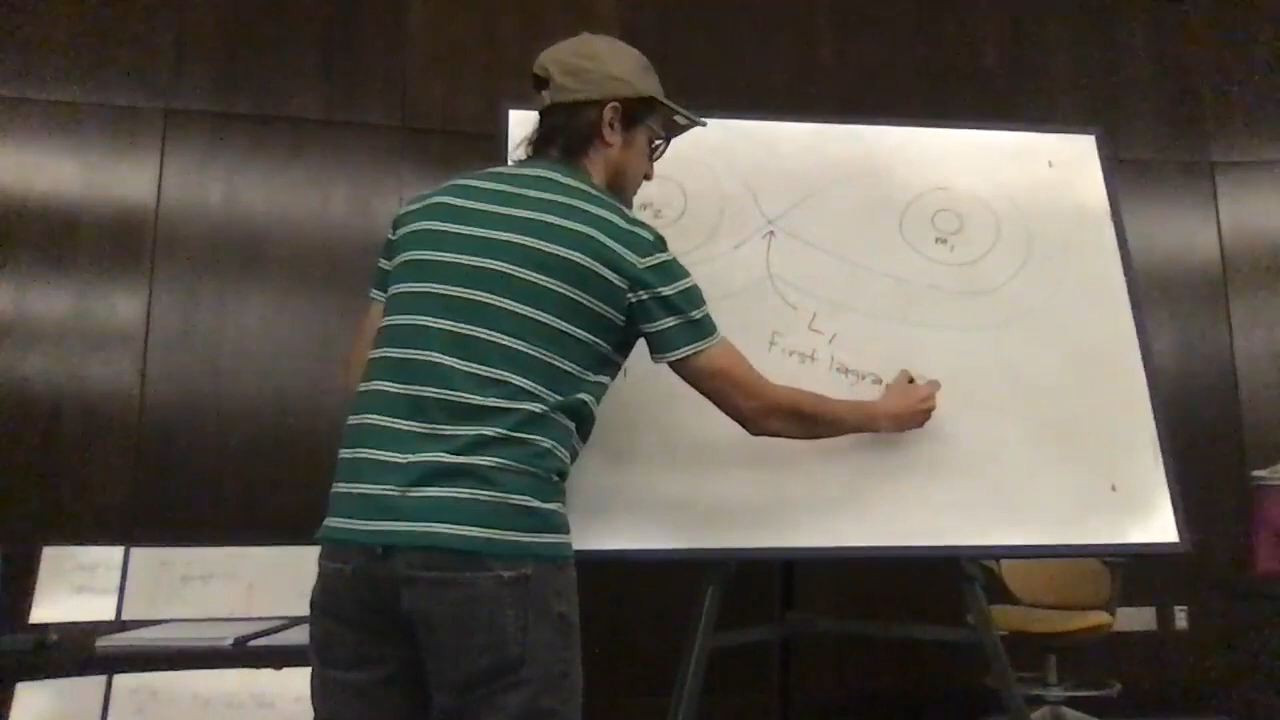 m₂
m₁
L₁
First lagra